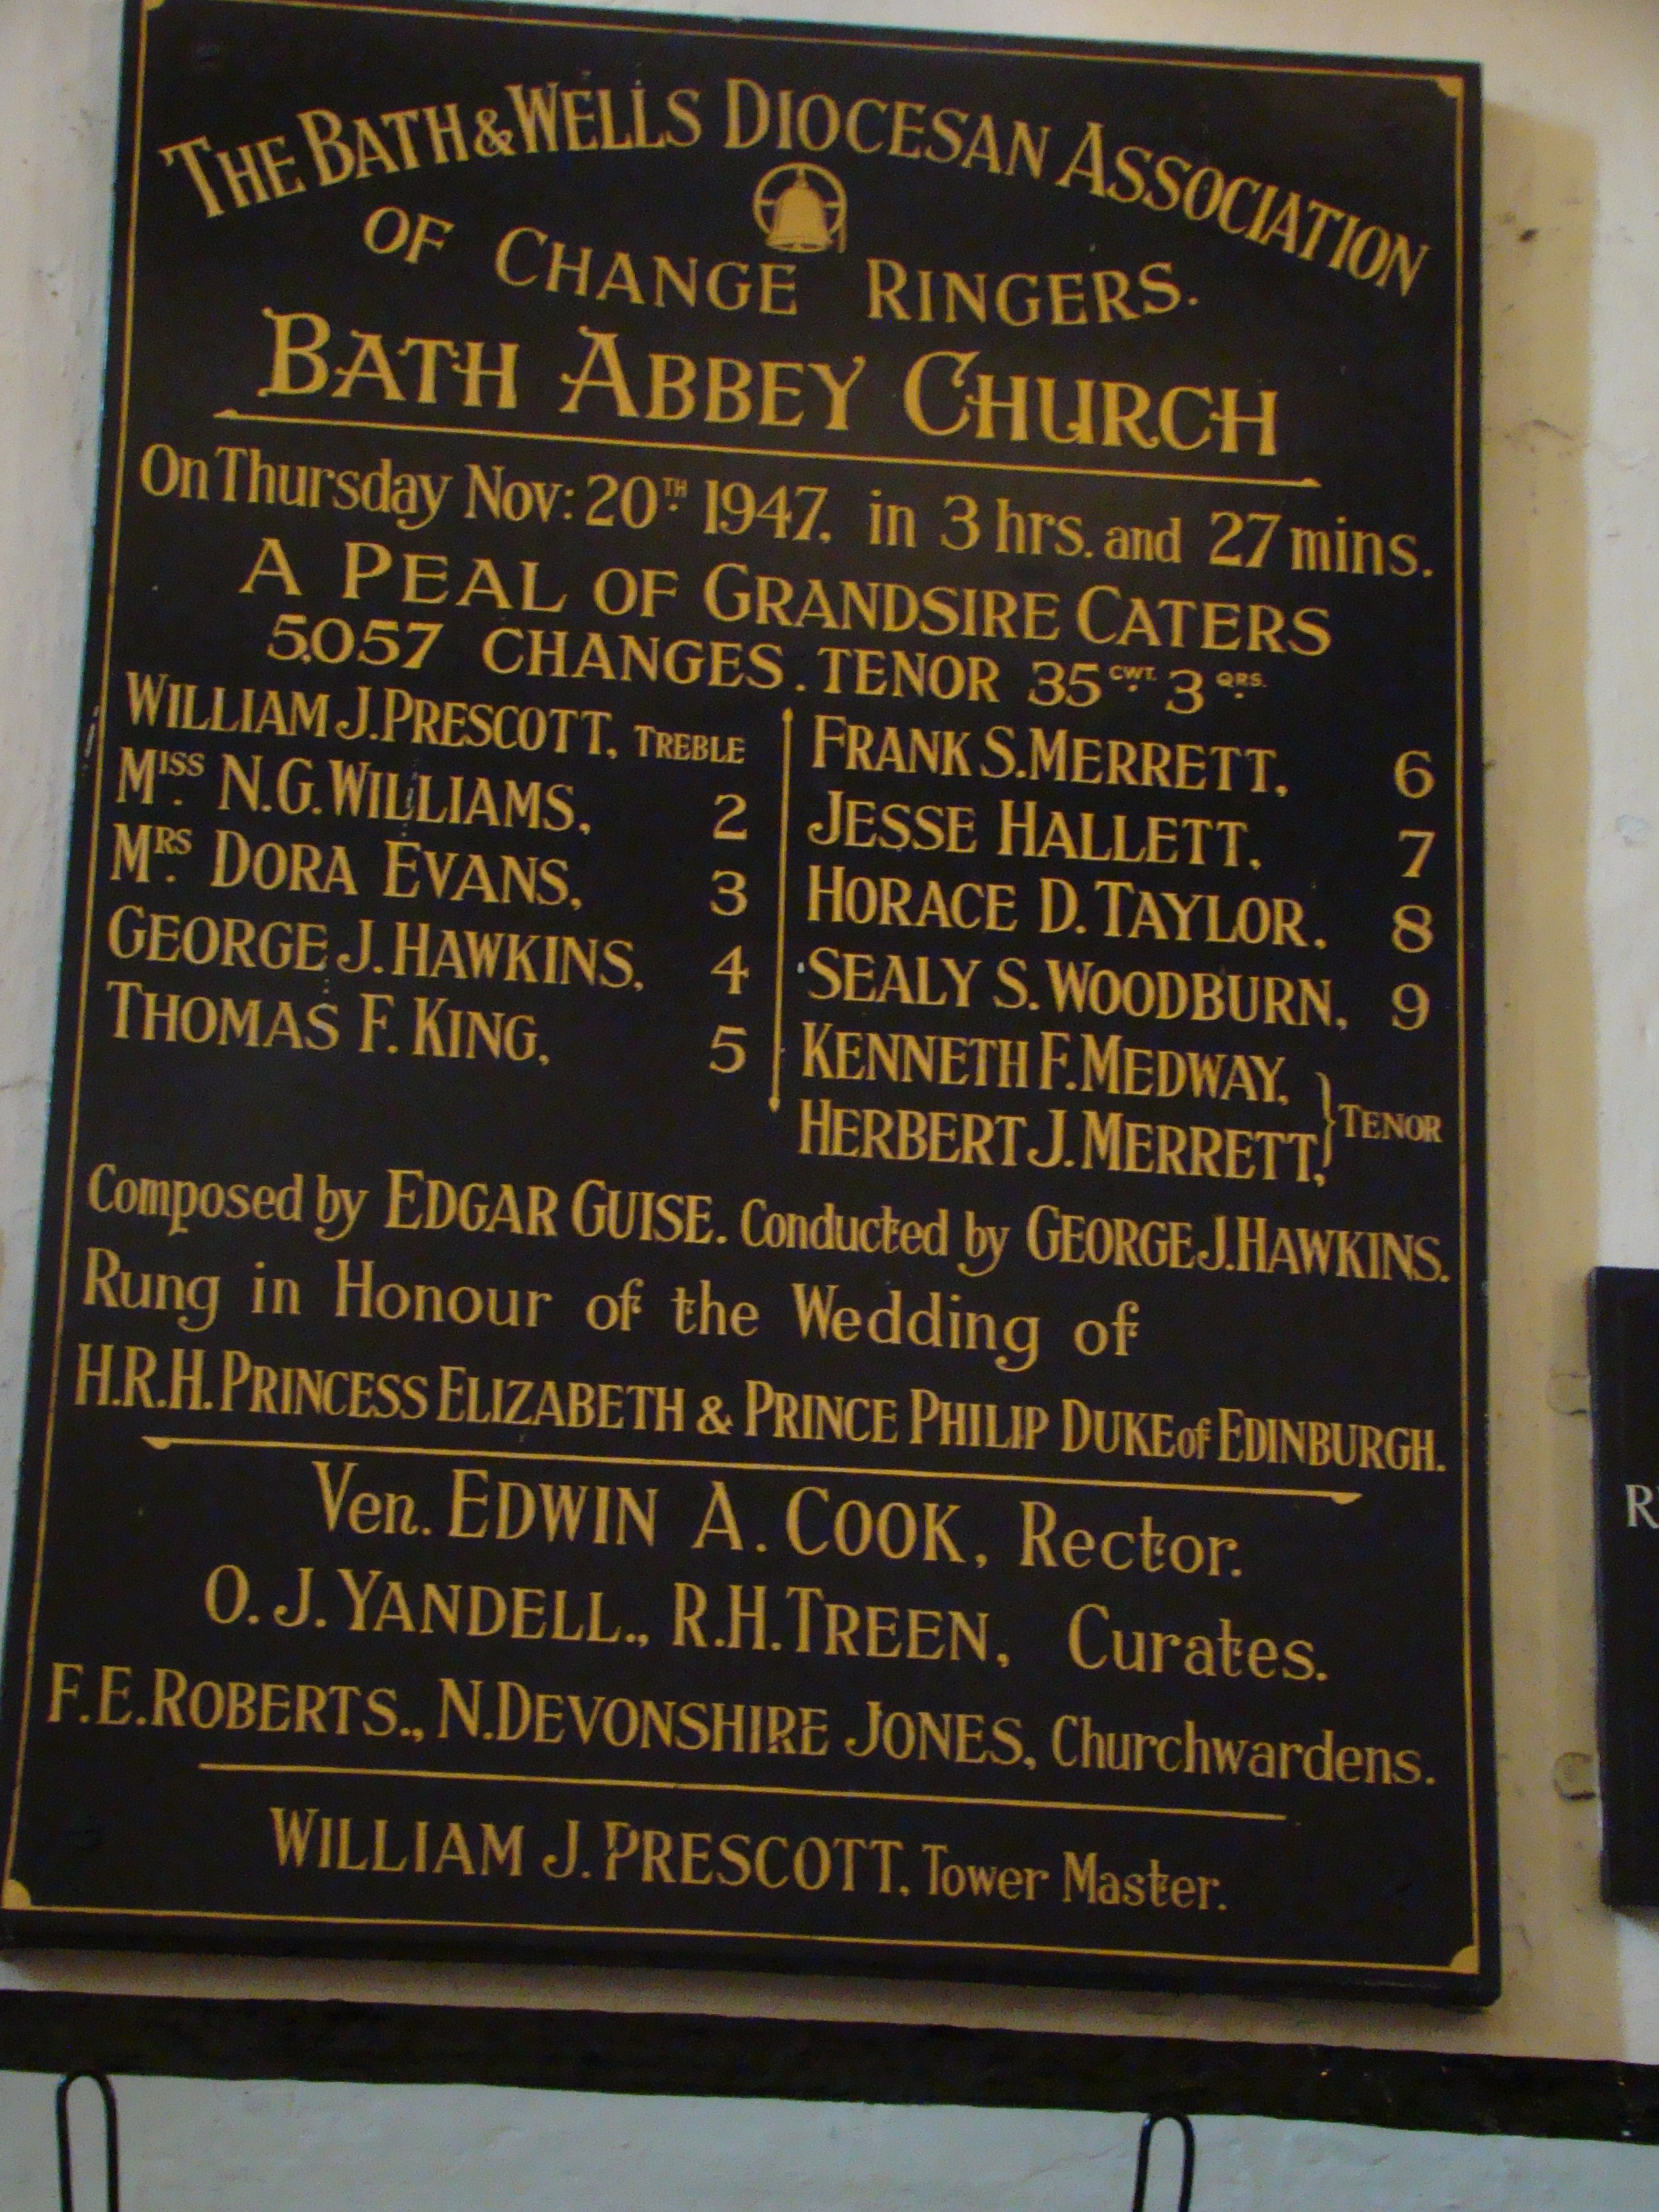 THE BATH & WELLS DIOCESAN ASSOCIATION
OF CHANGE RINGERS.
BATH ABBEY CHURCH
On Thursday Nov: 20TH 1947. in 3 hrs. and 27 mins.
A PEAL OF GRANDSIRE CATERS
5,057 CHANGES. TENOR 35 CWT. 3 QRS.
WILLIAM J. PRESCOTT, TREBLE
MISS N.G. WILLIAMS, 2
MRS DORA EVANS, 3
GEORGE J. HAWKINS, 4
THOMAS F. KING, 5
FRANK S. MERRETT, 6
JESSE HALLETT, 7
HORACE D. TAYLOR, 8
SEALY S. WOODBURN, 9
KENNETH F. MEDWAY,
HERBERT J. MERRETT, } TENOR
Composed by EDGAR GUISE. Conducted by GEORGE J. HAWKINS.
Rung in Honour of the Wedding of
H.R.H. PRINCESS ELIZABETH & PRINCE PHILIP DUKE of EDINBURGH.
Ven. EDWIN A. COOK, Rector.
O. J. YANDELL., R.H. TREEN, Curates.
F.E. ROBERTS., N. DEVONSHIRE JONES, Churchwardens.
WILLIAM J. PRESCOTT, Tower Master.